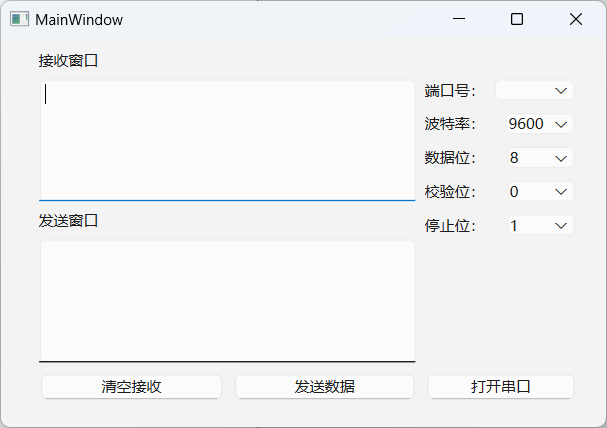 MainWindow
接收窗口
端口号：
波特率： 9600
数据位： 8
校验位： 0
停止位： 1
发送窗口
清空接收 发送数据 打开串口